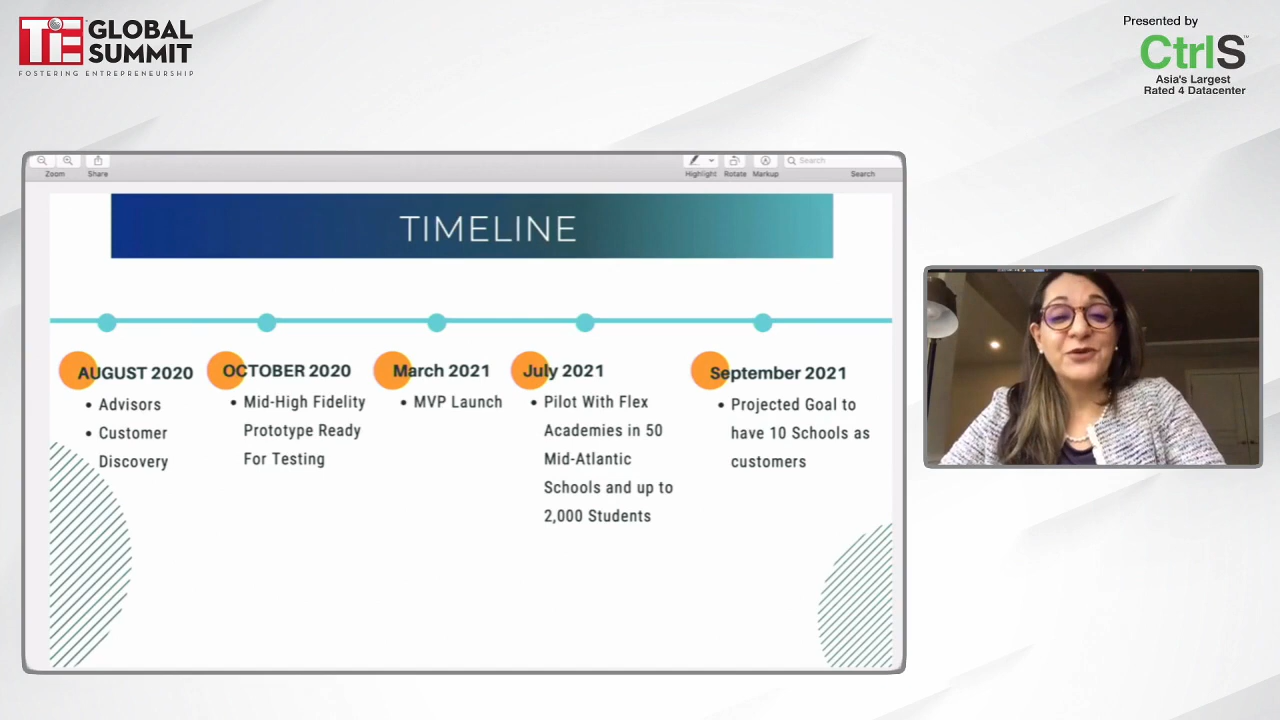 TiE GLOBAL
SUMMIT
FOSTERING ENTREPRENEURSHIP
Presented by
CtrlS™
Asia's Largest
Rated 4 Datacenter
Zoom
Share
Highlight
Rotate
Markup
Search
Search
TIMELINE
AUGUST 2020
• Advisors
• Customer
Discovery
OCTOBER 2020
• Mid-High Fidelity
Prototype Ready
For Testing
March 2021
• MVP Launch
July 2021
• Pilot With Flex
Academies in 50
Mid-Atlantic
Schools and up to
2,000 Students
September 2021
• Projected Goal to
have 10 Schools as
customers